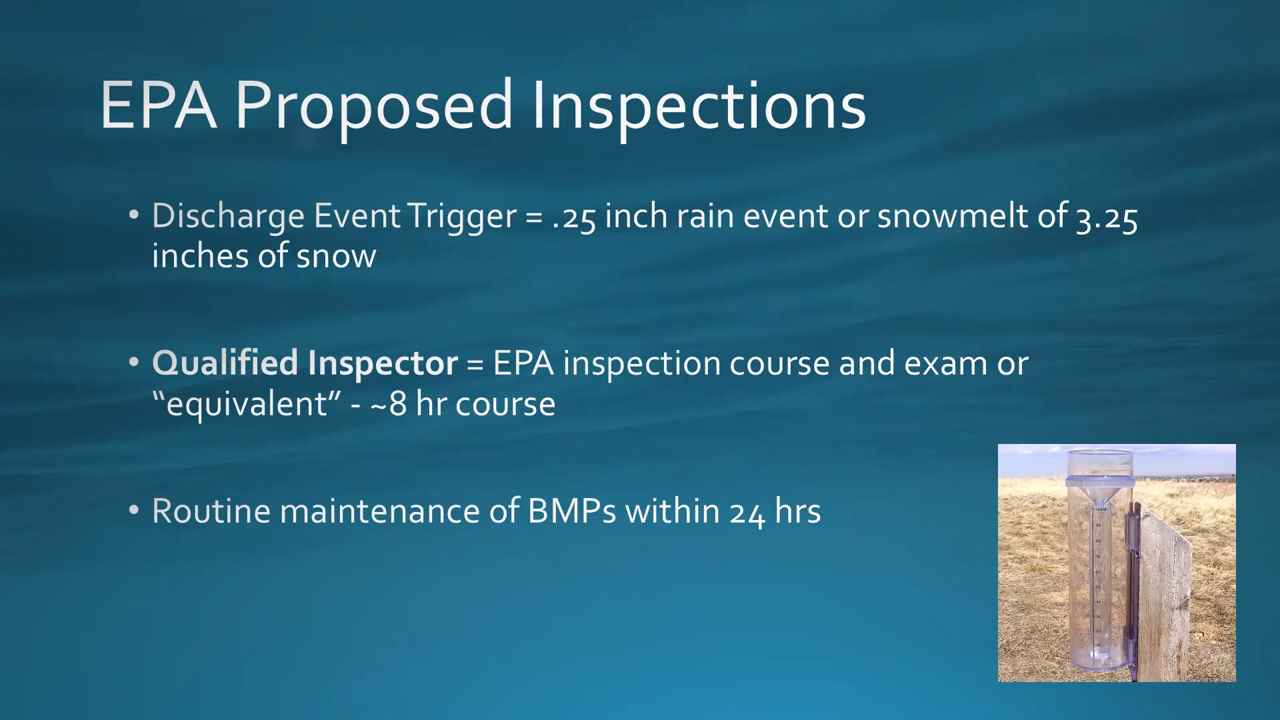 EPA Proposed Inspections
• Discharge Event Trigger = .25 inch rain event or snowmelt of 3.25
inches of snow
• Qualified Inspector = EPA inspection course and exam or
“equivalent” - ~8 hr course
• Routine maintenance of BMPs within 24 hrs